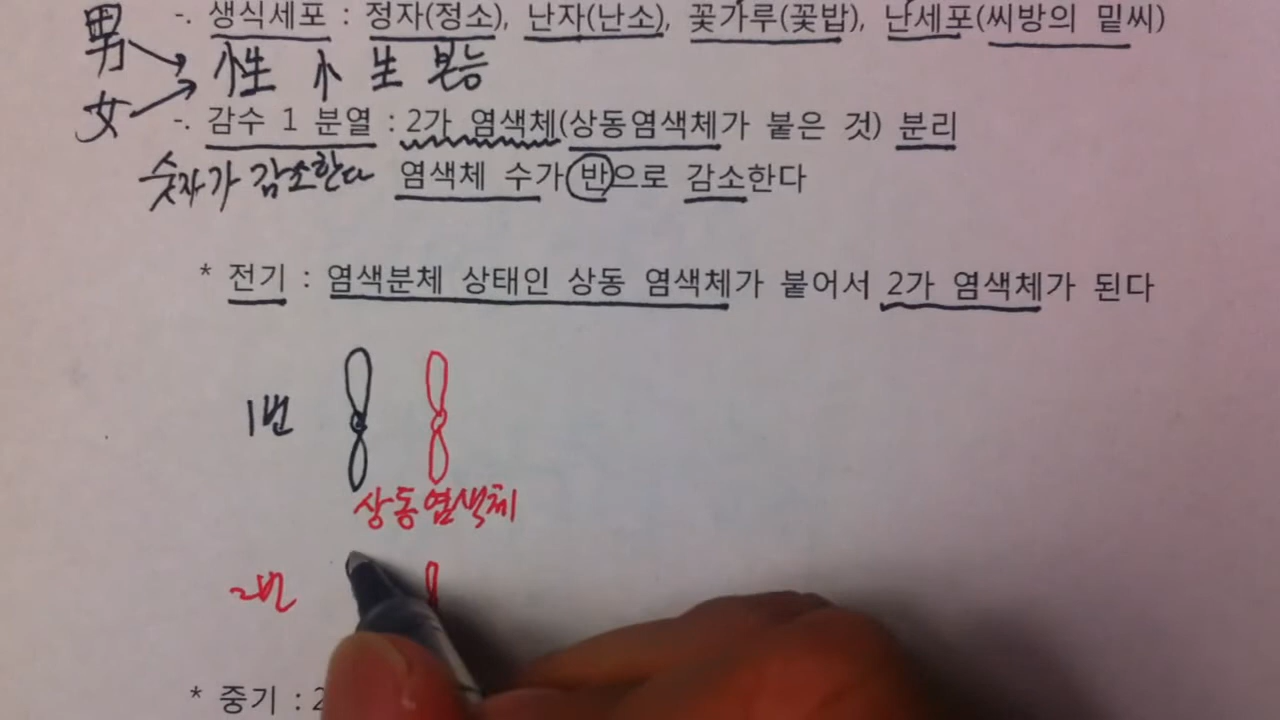 -. 생식세포 : 정자(정소), 난자(난소), 꽃가루(꽃밥), 난세포(씨방의 밑씨)
男 女 性 忄 生 본능
-. 감수 1 분열 : 2가 염색체(상동염색체가 붙은 것) 분리
숫자가 감소한다 염색체 수가 반으로 감소한다
* 전기 : 염색분체 상태인 상동 염색체가 붙어서 2가 염색체가 된다
1번
상동염색체
2번
* 중기 : 2